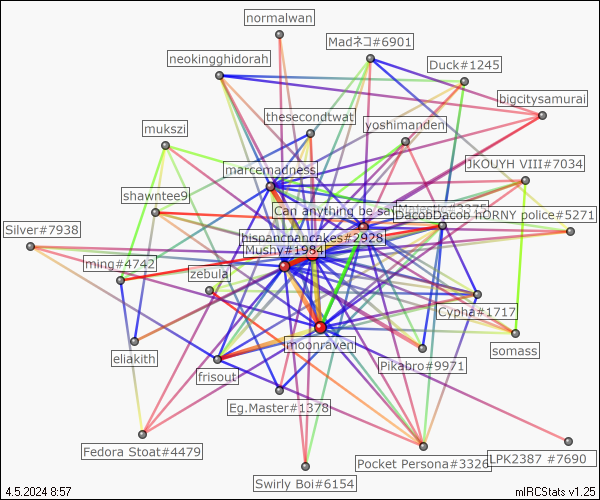 normalwan
Madネコ#6901
neokingghidorah
Duck#1245
bigcitysamurai
thesecondtwat
yoshimanden
mukszi
JKOUYH VIII#7034
marcemadness
shawntee9
Can anything be sa
Majestic#3375
DacobDacob hORNY police#5271
Silver#7938
hispancpancakes#2928
Mushy#1984
ming#4742
zebula
Cypha#1717
moonraven
somass
eliakith
Pikabro#9971
frisout
Eg.Master#1378
Fedora Stoat#4479
Pocket Persona#3326
LPK2387 #7690
Swirly Boi#6154
4.5.2024 8:57
mIRCStats v1.25